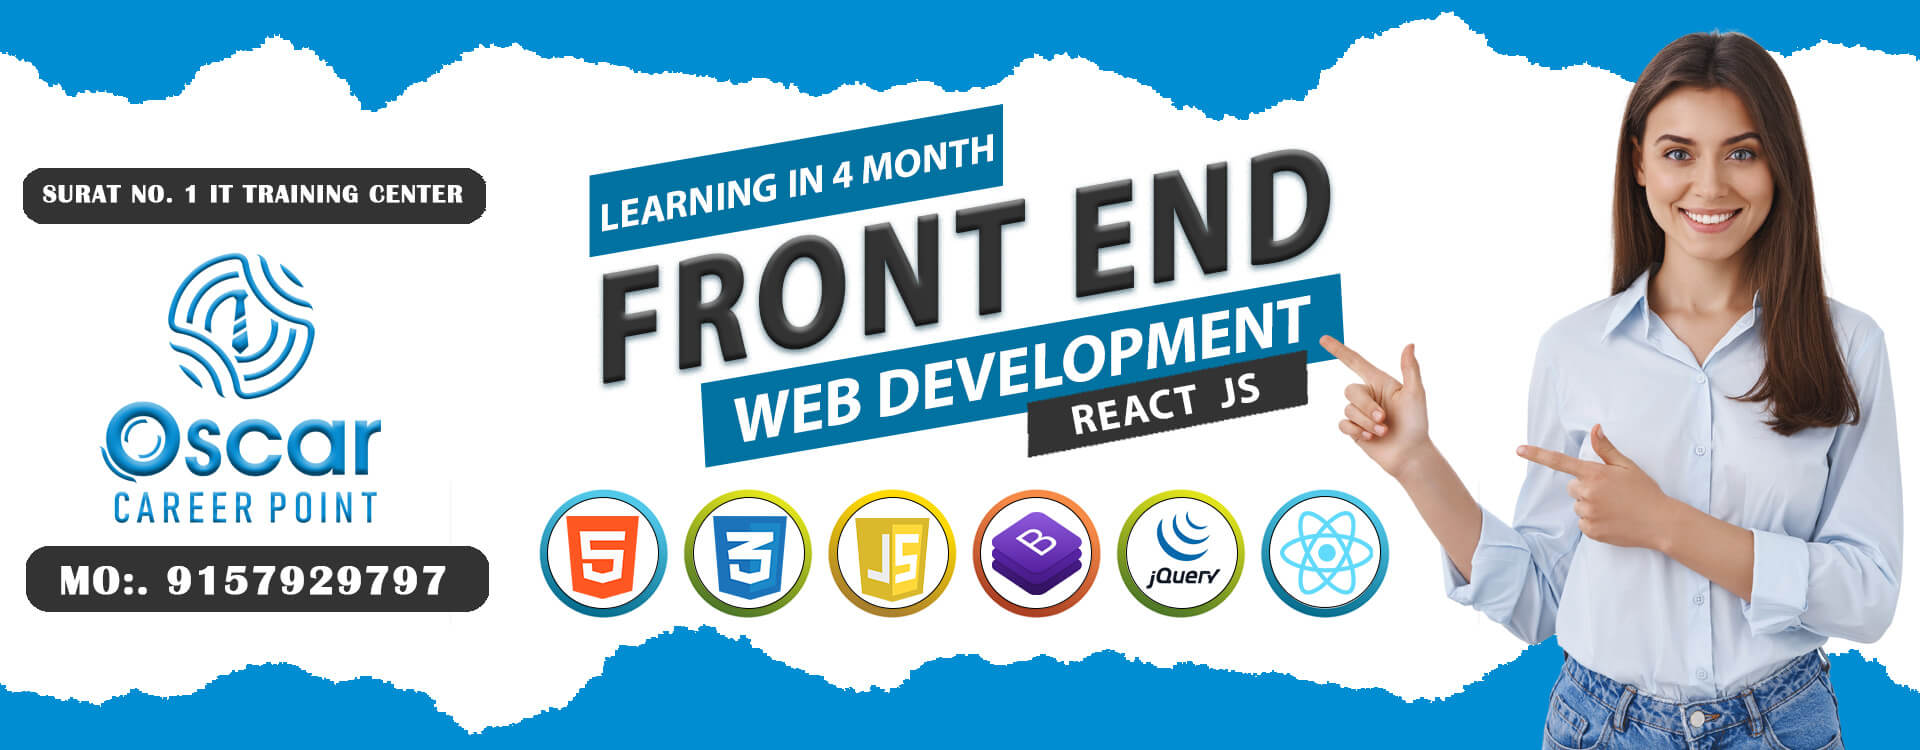 SURAT NO. 1 IT TRAINING CENTER
Oscar
CAREER POINT
MO:. 9157929797
LEARNING IN 4 MONTH
FRONT END
WEB DEVELOPMENT
REACT JS
5
3
JS
B
jQuery